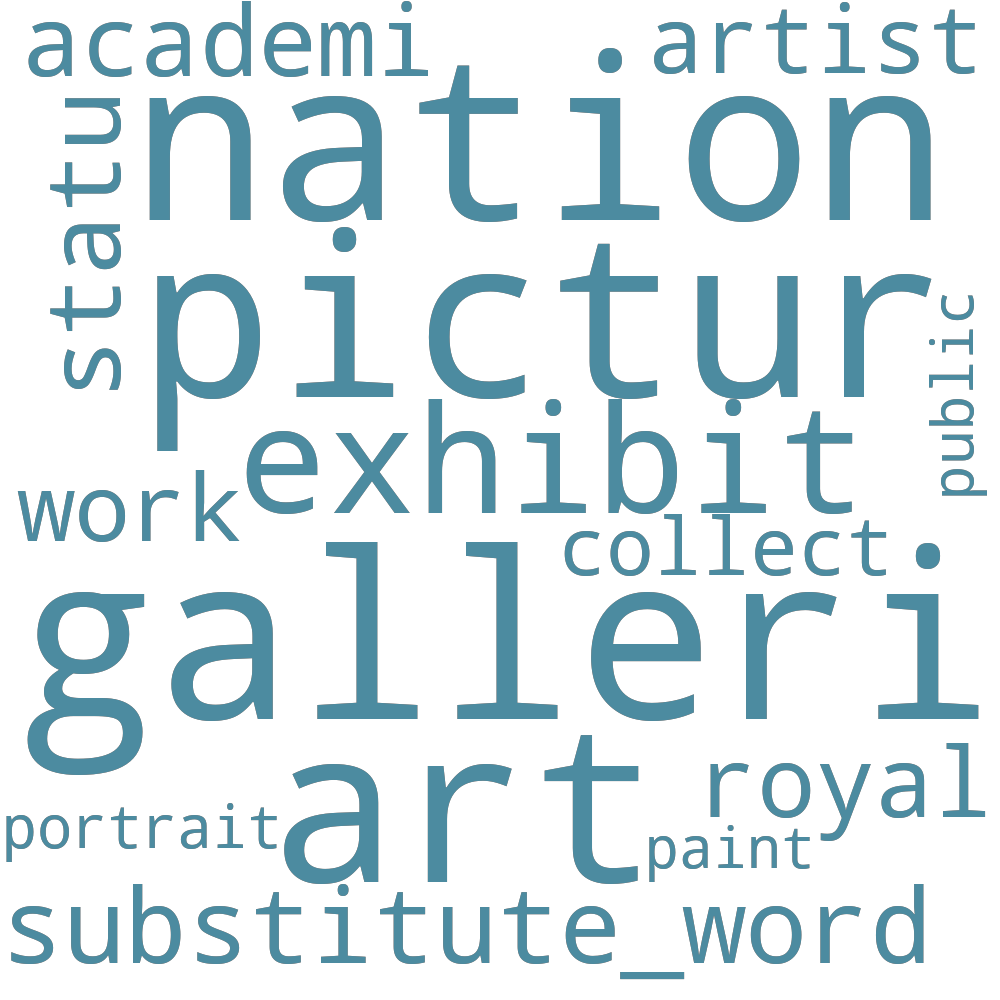 academi
artist
statu
nation
pictur
public
exhibit
work
collect
galleri
art
royal
portrait
paint
substitute_word